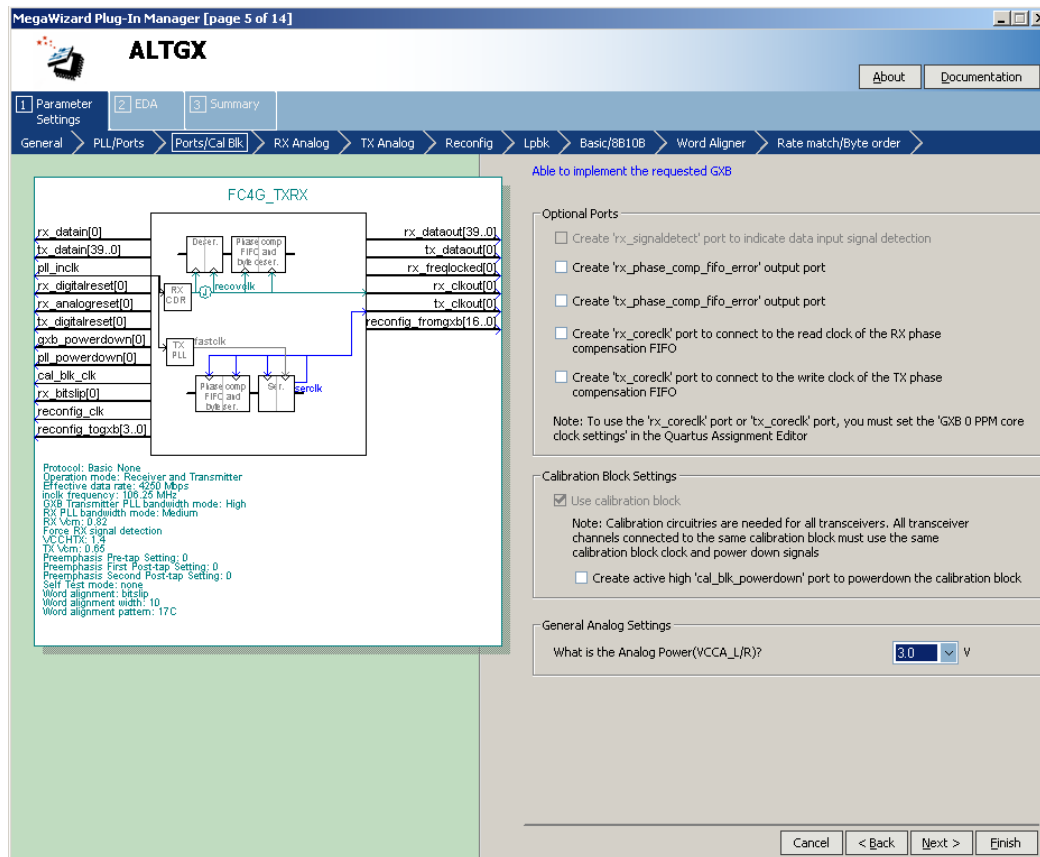 MegaWizard Plug-In Manager [page 5 of 14]
ALTGX
About
Documentation
1 Parameter Settings
2 EDA
3 Summary
General
PLL/Ports
Ports/Cal Blk
RX Analog
TX Analog
Reconfig
Lpbk
Basic/8B10B
Word Aligner
Rate match/Byte order
FC4G_TXRX
rx_datain[0]
tx_datain[39..0]
pll_inclk
rx_digitalreset[0]
rx_analogreset[0]
tx_digitalreset[0]
gxb_powerdown[0]
pll_powerdown[0]
cal_blk_clk
rx_bitslip[0]
reconfig_clk
reconfig_togxb[3..0]
Deser.
Phase comp
FIFO and
byte deser.
RX
CDR
recovclk
TX
PLL
fastclk
Phase comp
FIFO and
byte ser.
Ser.
serclk
rx_dataout[39..0]
tx_dataout[0]
rx_freqlocked[0]
rx_clkout[0]
tx_clkout[0]
reconfig_fromgxb[16..0]
Protocol: Basic None
Operation mode: Receiver and Transmitter
Effective data rate: 4250 Mbps
inclk frequency: 106.25 MHz
GXB Transmitter PLL bandwidth mode: High
RX PLL bandwidth mode: Medium
RX Vcm: 0.82
Force RX signal detection
VCCHTX: 1.4
TX Vcm: 0.65
Preemphasis Pre-tap Setting: 0
Preemphasis First Post-tap Setting: 0
Preemphasis Second Post-tap Setting: 0
Self Test mode: none
Word alignment: bitslip
Word alignment width: 10
Word alignment pattern: 17C
Able to implement the requested GXB
Optional Ports
Create 'rx_signaldetect' port to indicate data input signal detection
Create 'rx_phase_comp_fifo_error' output port
Create 'tx_phase_comp_fifo_error' output port
Create 'rx_coreclk' port to connect to the read clock of the RX phase
compensation FIFO
Create 'tx_coreclk' port to connect to the write clock of the TX phase
compensation FIFO
Note: To use the 'rx_coreclk' port or 'tx_coreclk' port, you must set the 'GXB 0 PPM core
clock settings' in the Quartus Assignment Editor
Calibration Block Settings
Use calibration block
Note: Calibration circuitries are needed for all transceivers. All transceiver
channels connected to the same calibration block must use the same
calibration block clock and power down signals
Create active high 'cal_blk_powerdown' port to powerdown the calibration block
General Analog Settings
What is the Analog Power(VCCA_L/R)?
3.0
V
Cancel
< Back
Next >
Finish